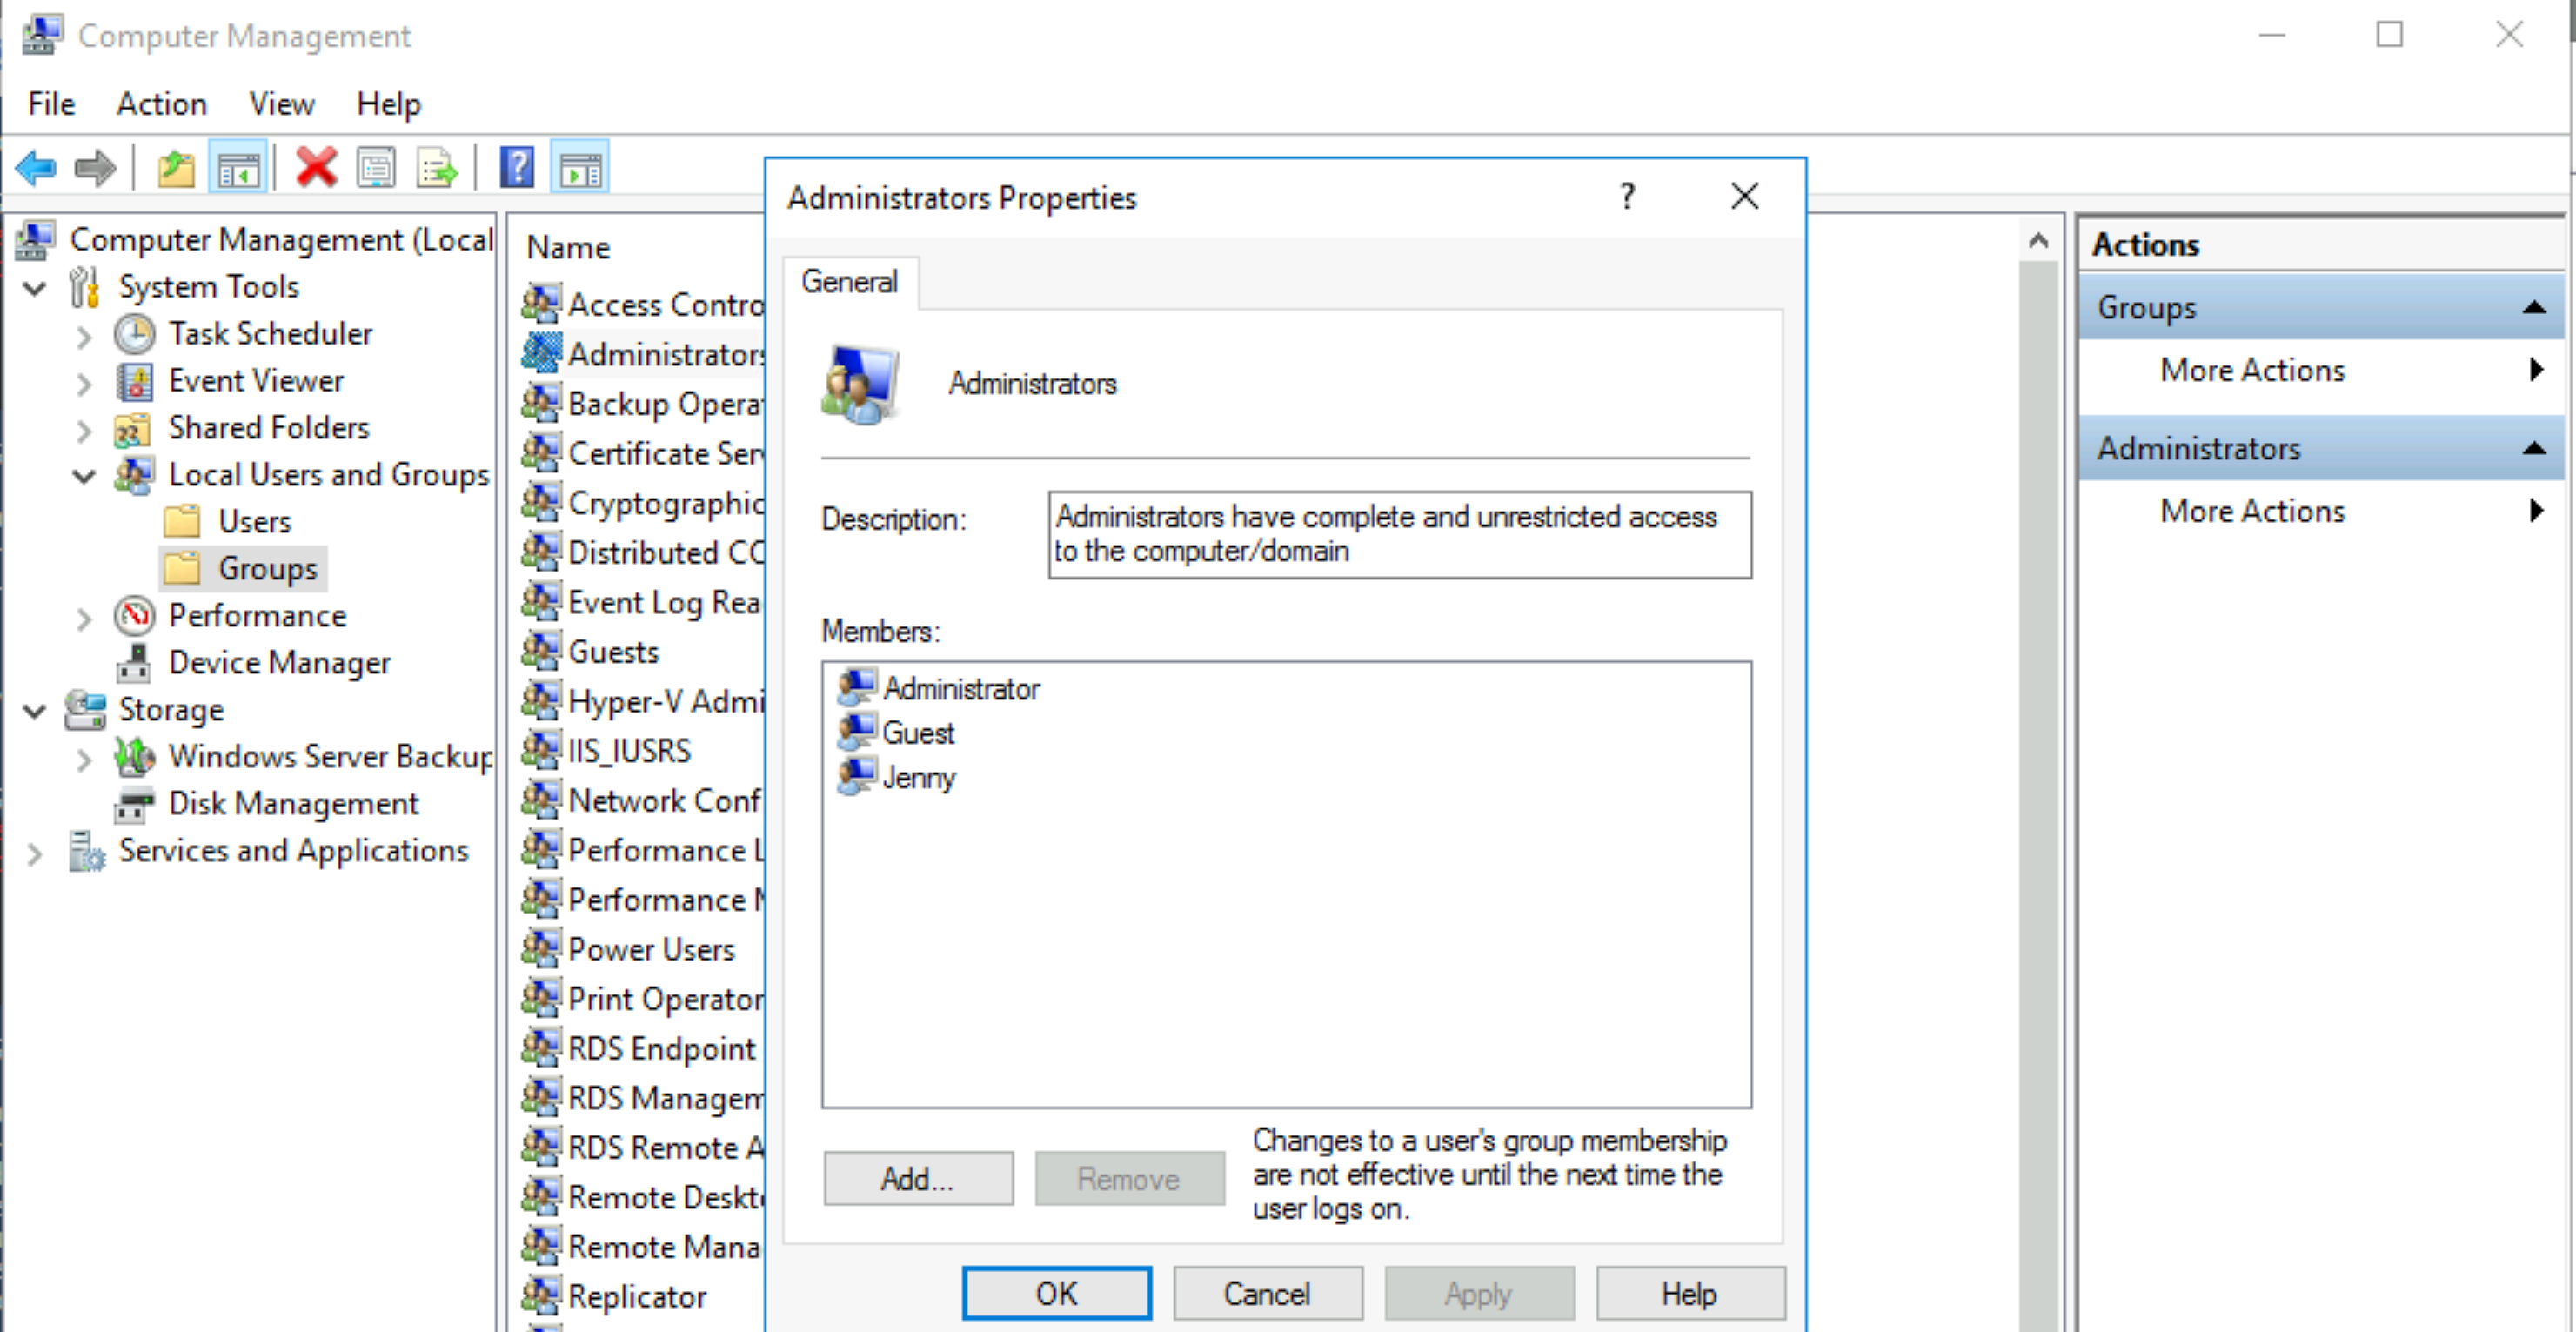 Computer Management
File Action View Help
Computer Management (Local
System Tools
Task Scheduler
Event Viewer
Shared Folders
Local Users and Groups
Users
Groups
Performance
Device Manager
Storage
Windows Server Backup
Disk Management
Services and Applications
Name
Access Contro
Administrators
Backup Opera
Certificate Ser
Cryptographic
Distributed CO
Event Log Rea
Guests
Hyper-V Admi
IIS_IUSRS
Network Conf
Performance L
Performance M
Power Users
Print Operator
RDS Endpoint
RDS Managem
RDS Remote A
Remote Deskto
Remote Mana
Replicator
Administrators Properties ?
General
Administrators
Description:
Administrators have complete and unrestricted access
to the computer/domain
Members:
Administrator
Guest
Jenny
Add...
Remove
Changes to a user's group membership
are not effective until the next time the
user logs on.
OK Cancel Apply Help
Actions
Groups
More Actions
Administrators
More Actions